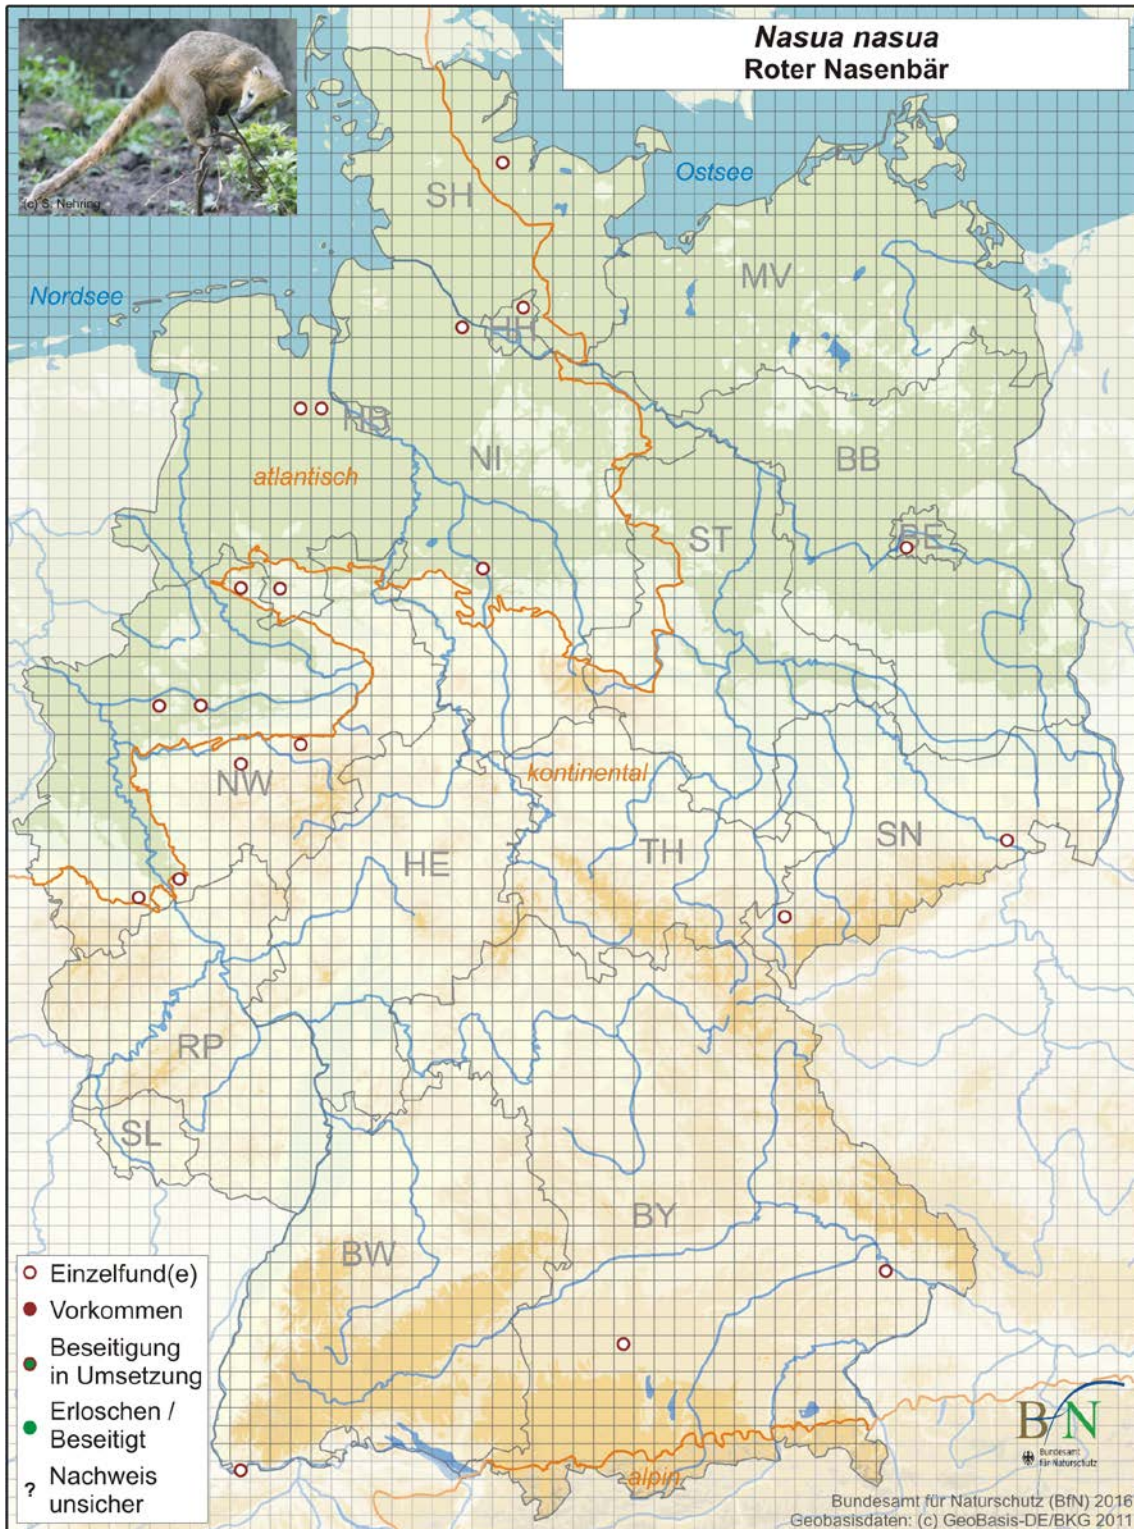 Nasua nasua
Roter Nasenbär
(c) S. Nehring
Ostsee
SH
MV
Nordsee
HH
HB
NI
BB
atlantisch
ST
BE
NW
kontinental
HE
TH
SN
RP
SL
BY
BW
Einzelfund(e)
Vorkommen
Beseitigung
in Umsetzung
Erloschen /
Beseitigt
? Nachweis
unsicher
alpin
BfN
Bundesamt
für Naturschutz
Bundesamt für Naturschutz (BfN) 2016
Geobasisdaten: (c) GeoBasis-DE/BKG 2011